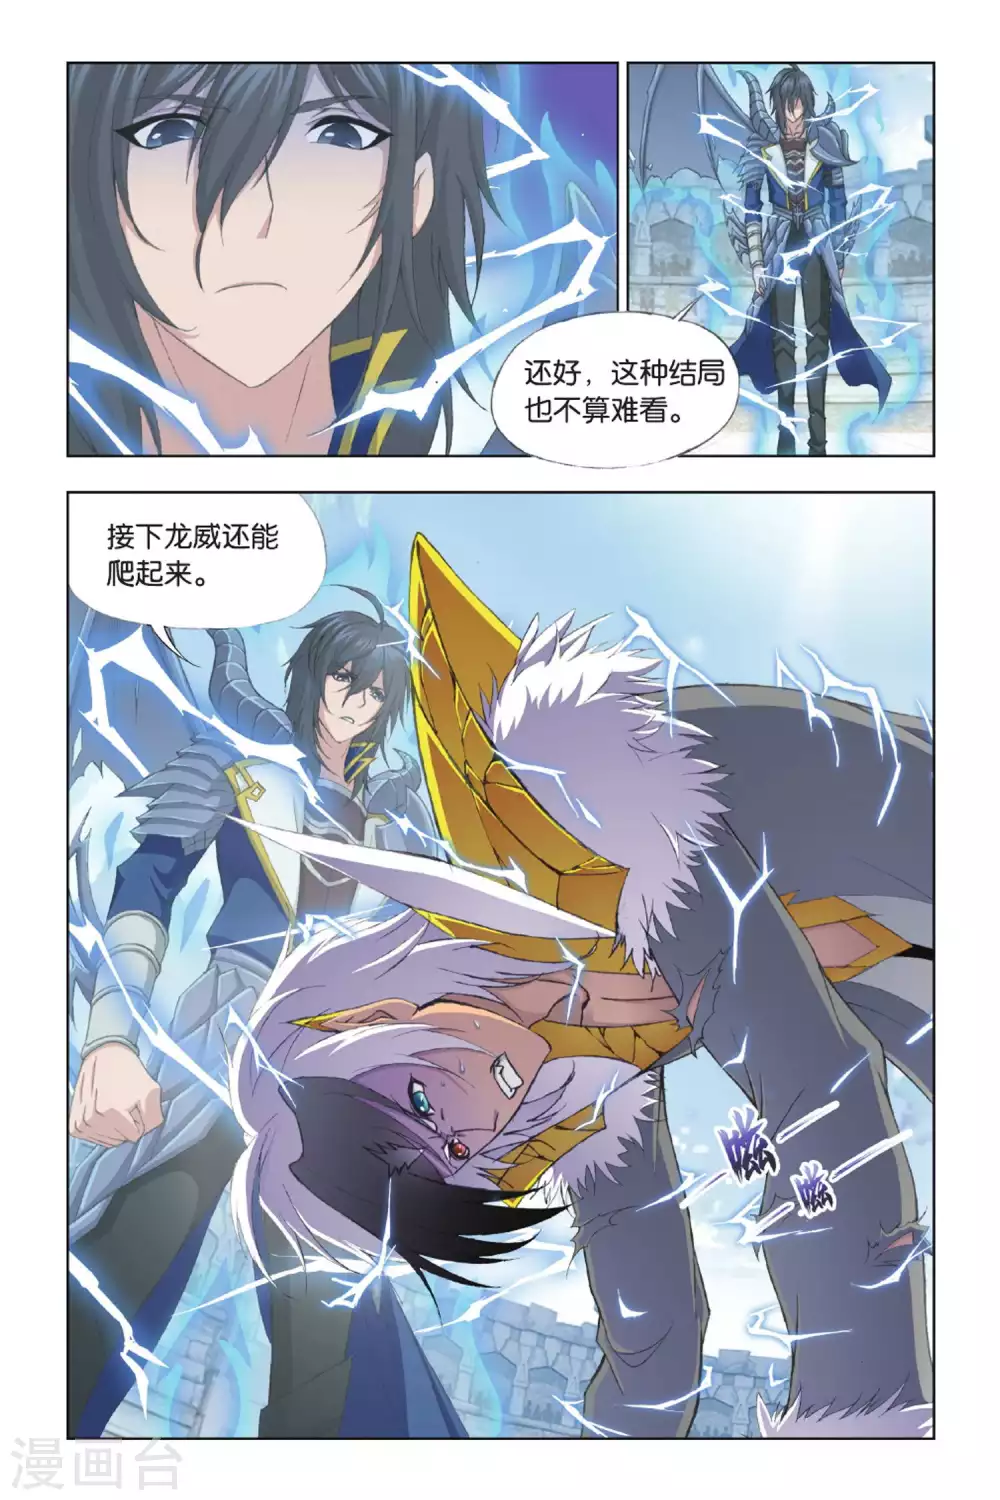 还好，这种结局
也不算难看。
接下龙威还能
爬起来。
嗞
嗞
漫画台